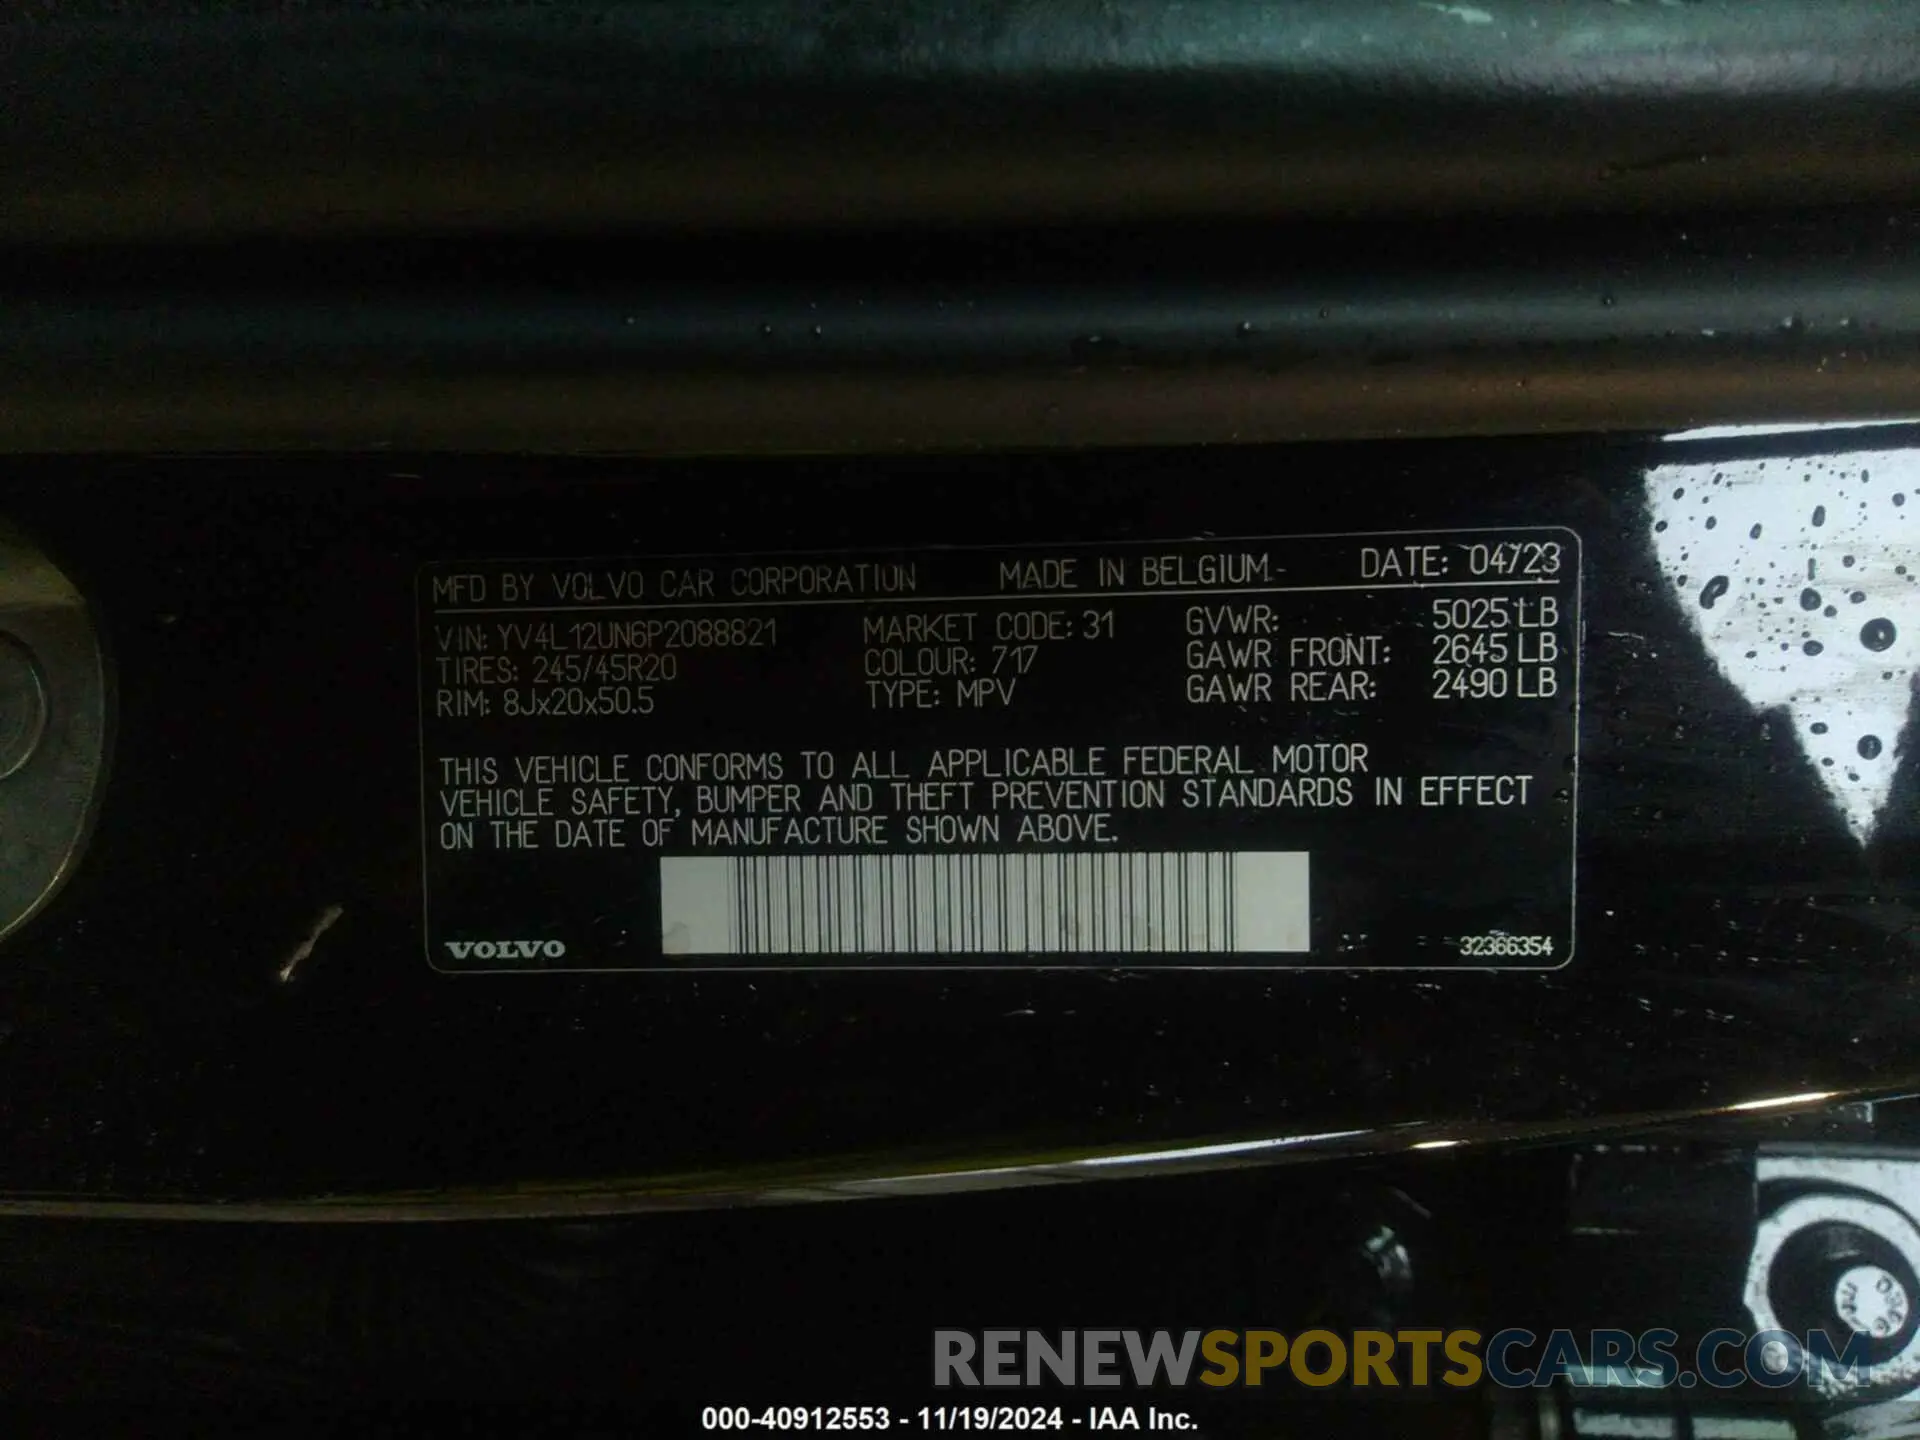 MFD BY VOLVO CAR CORPORATION MADE IN BELGIUM DATE: 04/23
VIN: YV4L12UN6P2088821 MARKET CODE: 31 GVWR: 5025 LB
TIRES: 245/45R20 COLOUR: 717 GAWR FRONT: 2645 LB
RIM: 8Jx20x50.5 TYPE: MPV GAWR REAR: 2490 LB
THIS VEHICLE CONFORMS TO ALL APPLICABLE FEDERAL MOTOR
VEHICLE SAFETY, BUMPER AND THEFT PREVENTION STANDARDS IN EFFECT
ON THE DATE OF MANUFACTURE SHOWN ABOVE.
VOLVO 32366354
RENEWSPORTSCARS.COM
000-40912553 - 11/19/2024 - IAA Inc.